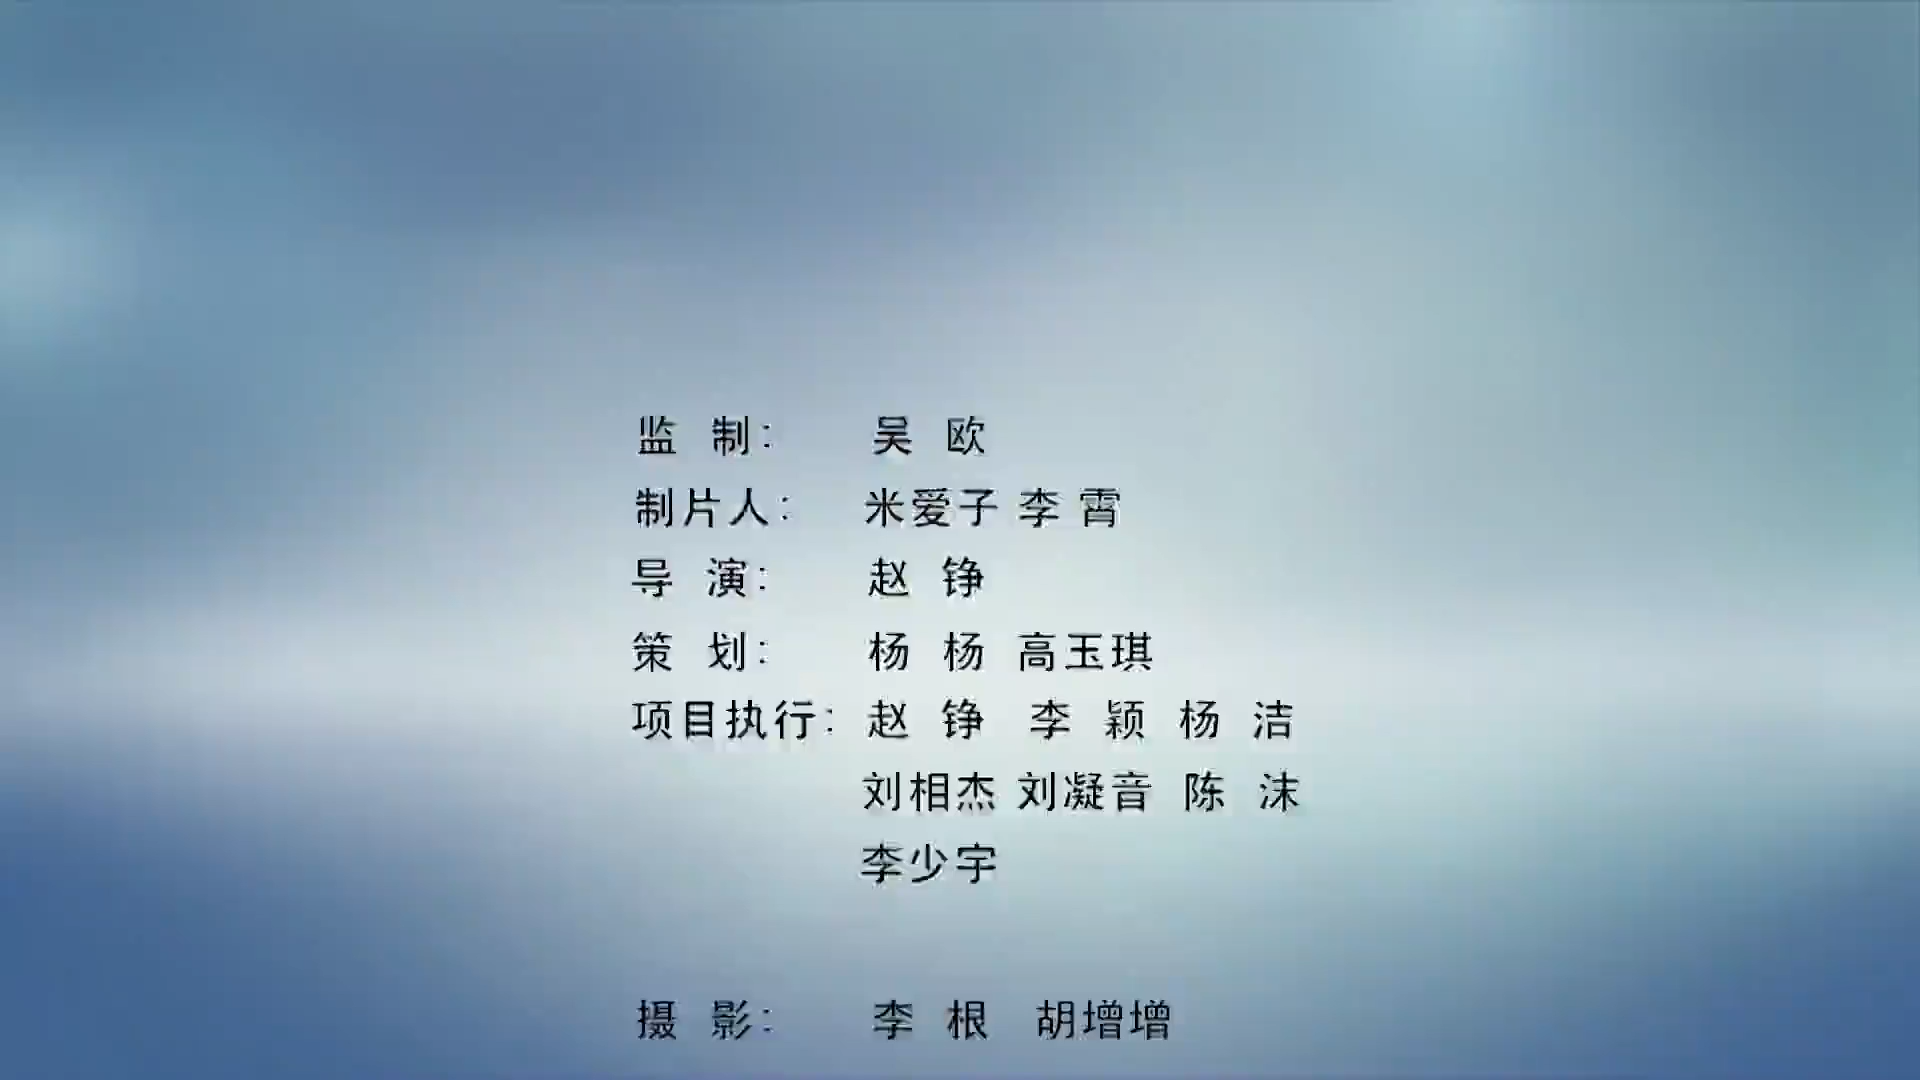 监 制： 吴 欧
制片人： 米爱子 李 霄
导 演： 赵 铮
策 划： 杨 杨 高玉琪
项目执行： 赵 铮 李 颖 杨 洁
刘相杰 刘凝音 陈 沫
李少宇
摄 影： 李 根 胡增增